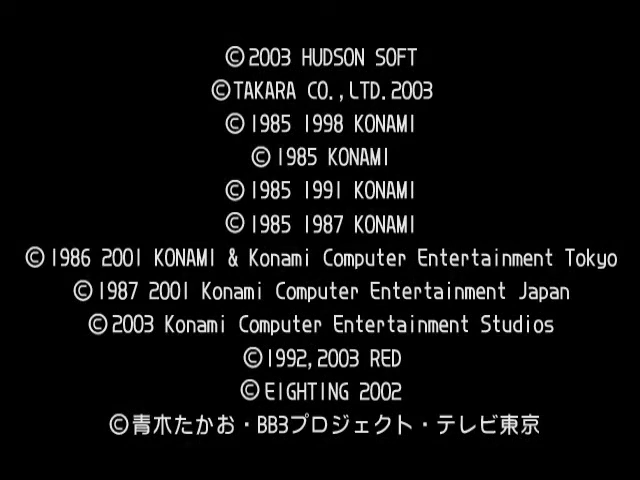 ©2003 HUDSON SOFT
©TAKARA CO.,LTD.2003
©1985 1998 KONAMI
©1985 KONAMI
©1985 1991 KONAMI
©1985 1987 KONAMI
©1986 2001 KONAMI & Konami Computer Entertainment Tokyo
©1987 2001 Konami Computer Entertainment Japan
©2003 Konami Computer Entertainment Studios
©1992,2003 RED
©EIGHTING 2002
©青木たかお・BB3プロジェクト・テレビ東京